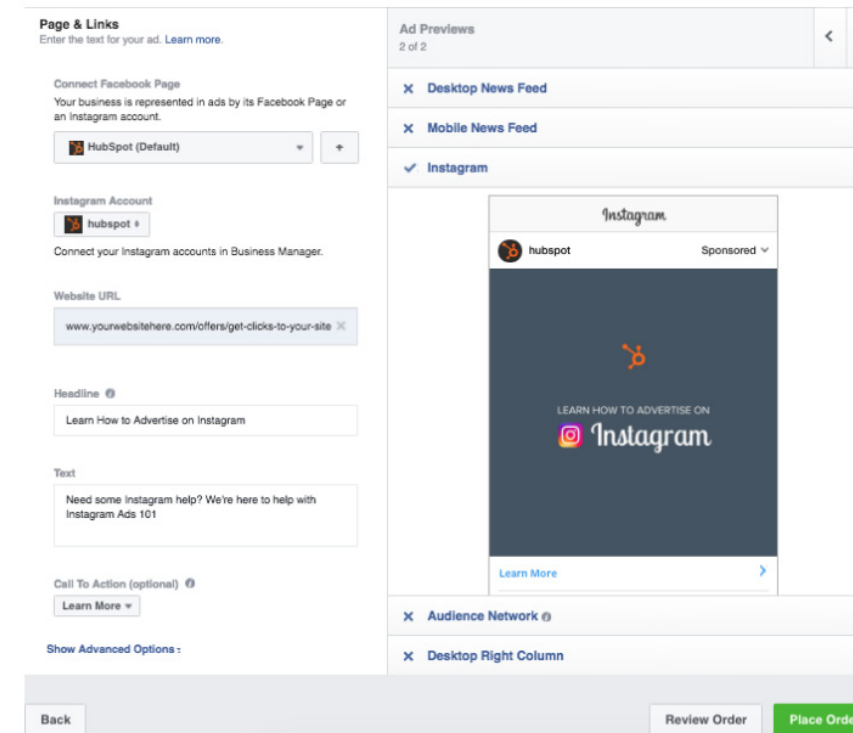 Page & Links
Enter the text for your ad. Learn more.
Connect Facebook Page
Your business is represented in ads by its Facebook Page or
an Instagram account.
HubSpot (Default)
+
Instagram Account
hubspot
Connect your Instagram accounts in Business Manager.
Website URL
www.yourwebsitehere.com/offers/get-clicks-to-your-site
Headline
Learn How to Advertise on Instagram
Text
Need some Instagram help? We're here to help with
Instagram Ads 101
Call To Action (optional)
Learn More
Show Advanced Options
Ad Previews
2 of 2
Desktop News Feed
Mobile News Feed
Instagram
Instagram
hubspot
Sponsored
LEARN HOW TO ADVERTISE ON
Instagram
Learn More
Audience Network
Desktop Right Column
Back
Review Order
Place Orde